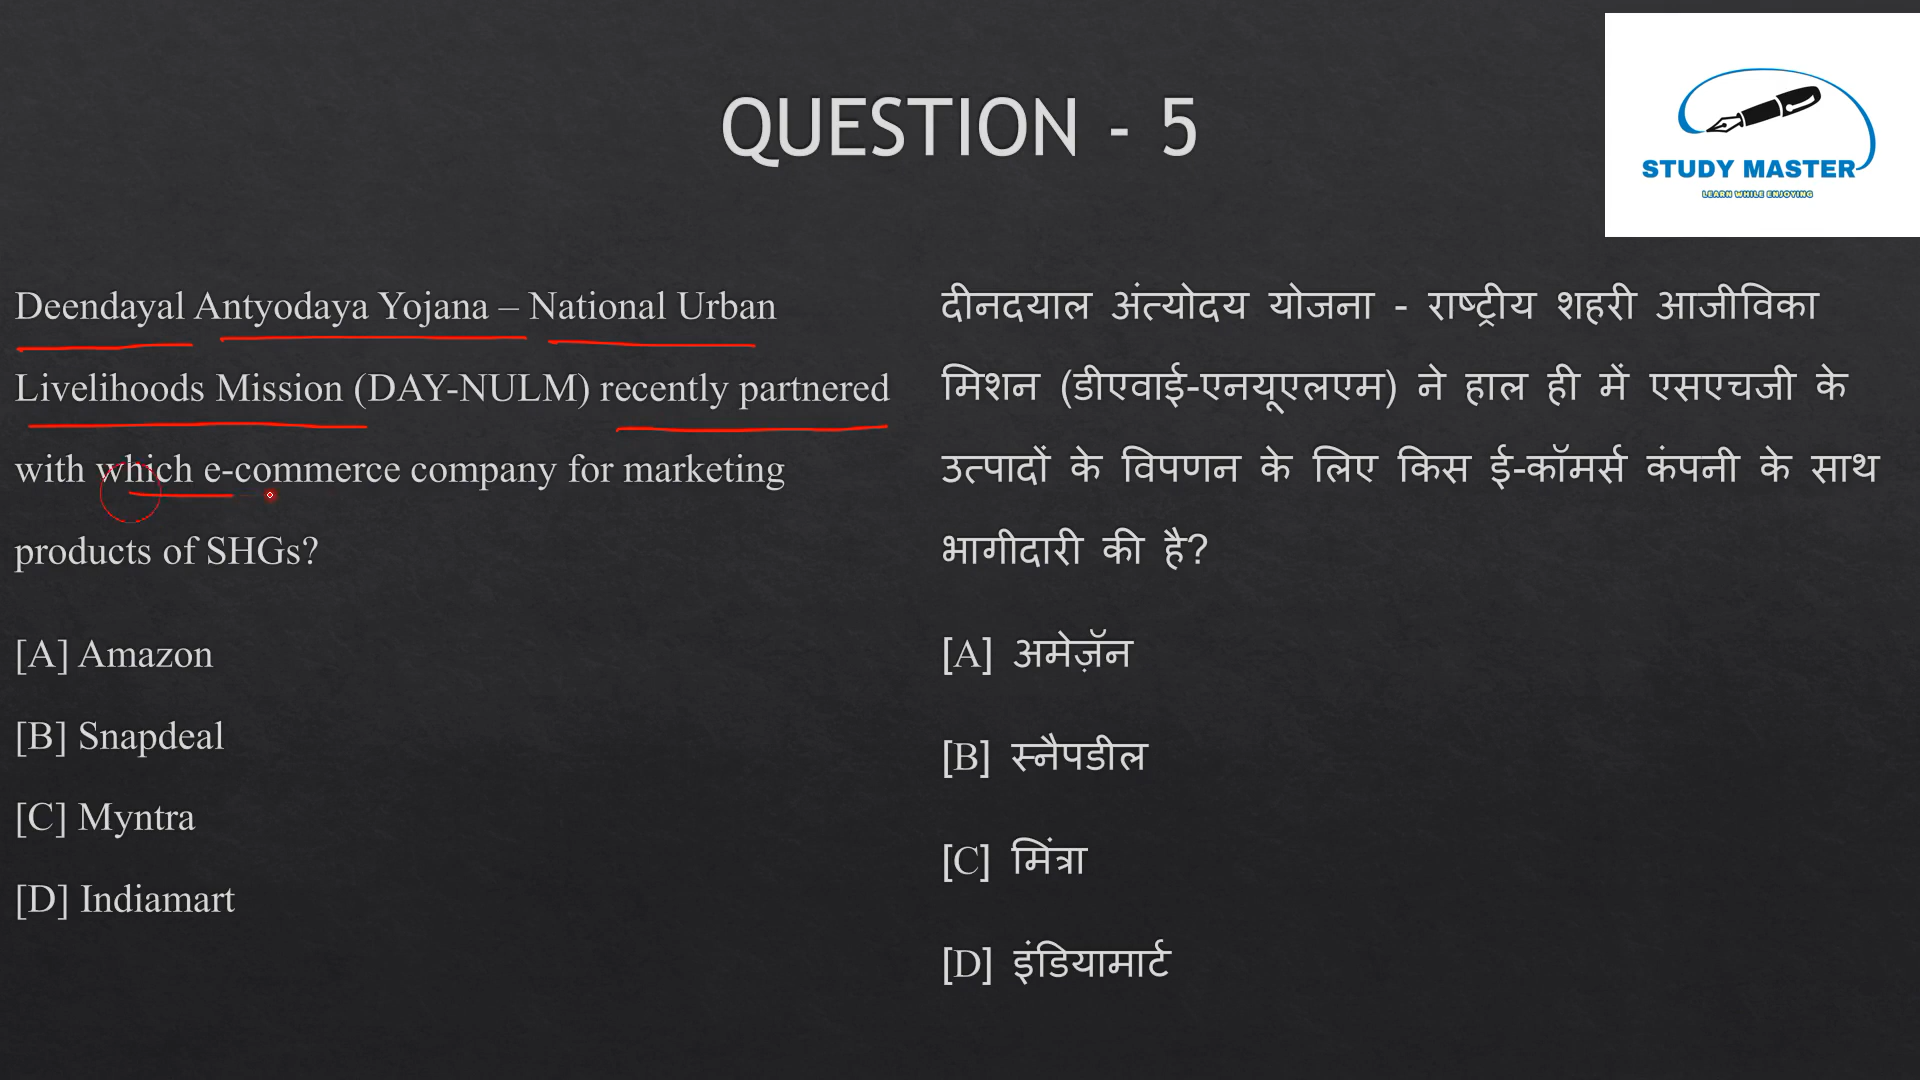 QUESTION - 5
STUDY MASTER
LEARN WHILE ENJOYING
Deendayal Antyodaya Yojana – National Urban
Livelihoods Mission (DAY-NULM) recently partnered
with which e-commerce company for marketing
products of SHGs?
[A] Amazon
[B] Snapdeal
[C] Myntra
[D] Indiamart
दीनदयाल अंत्योदय योजना - राष्ट्रीय शहरी आजीविका
मिशन (डीएवाई-एनयूएलएम) ने हाल ही में एसएचजी के
उत्पादों के विपणन के लिए किस ई-कॉमर्स कंपनी के साथ
भागीदारी की है?
[A] अमेज़ॅन
[B] स्नैपडील
[C] मिंत्रा
[D] इंडियामार्ट